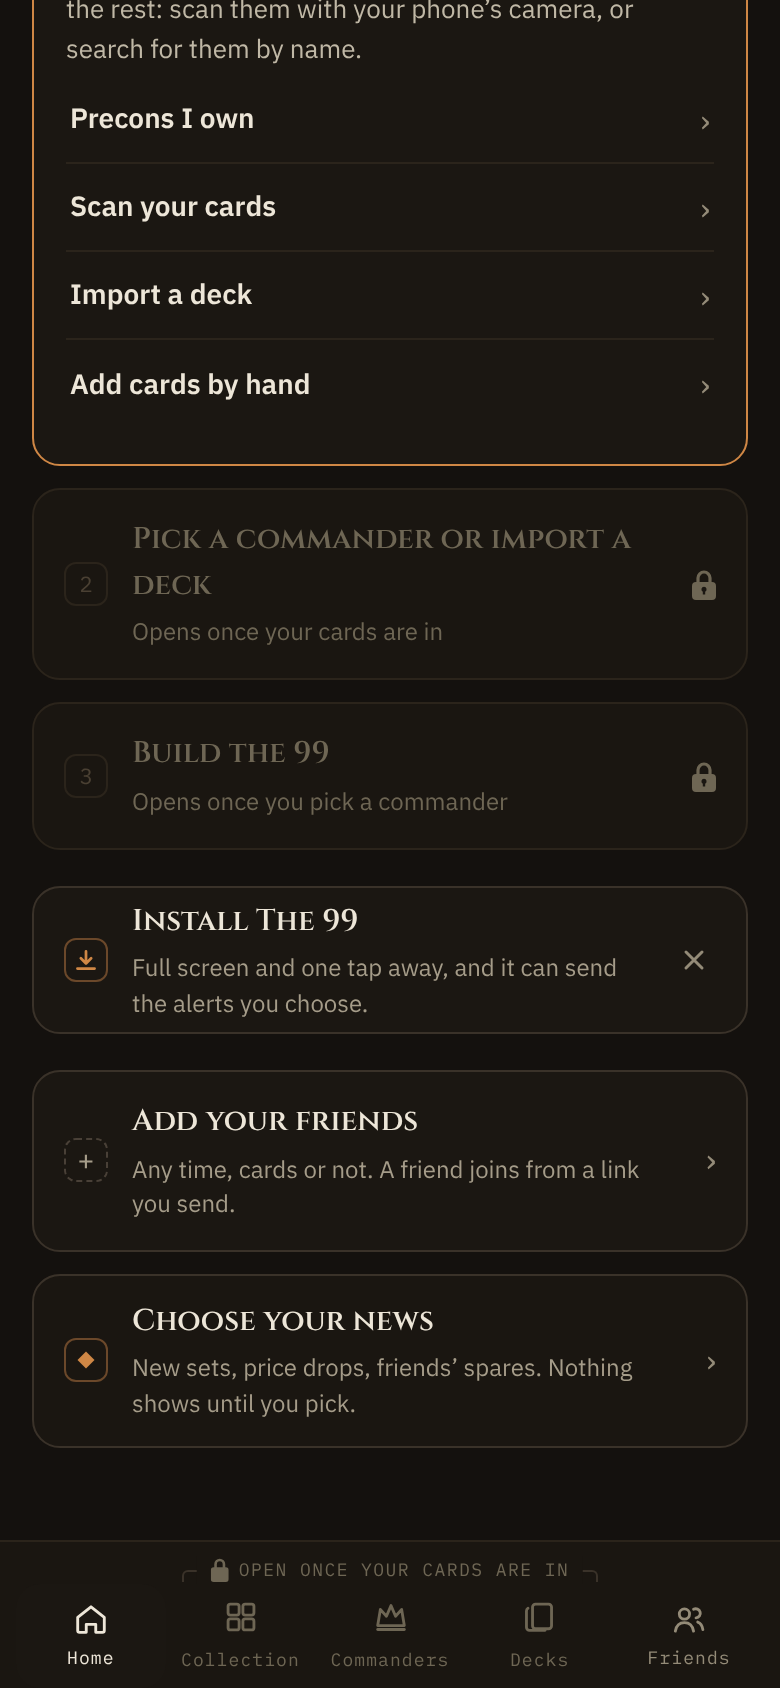 the rest: scan them with your phone’s camera, or
search for them by name.
Precons I own
Scan your cards
Import a deck
Add cards by hand
Pick a commander or import a
deck
2
Opens once your cards are in
Build the 99
3
Opens once you pick a commander
Install The 99
Full screen and one tap away, and it can send
the alerts you choose.
Add your friends
Any time, cards or not. A friend joins from a link
you send.
Choose your news
New sets, price drops, friends’ spares. Nothing
shows until you pick.
OPEN ONCE YOUR CARDS ARE IN
Home
Collection
Commanders
Decks
Friends